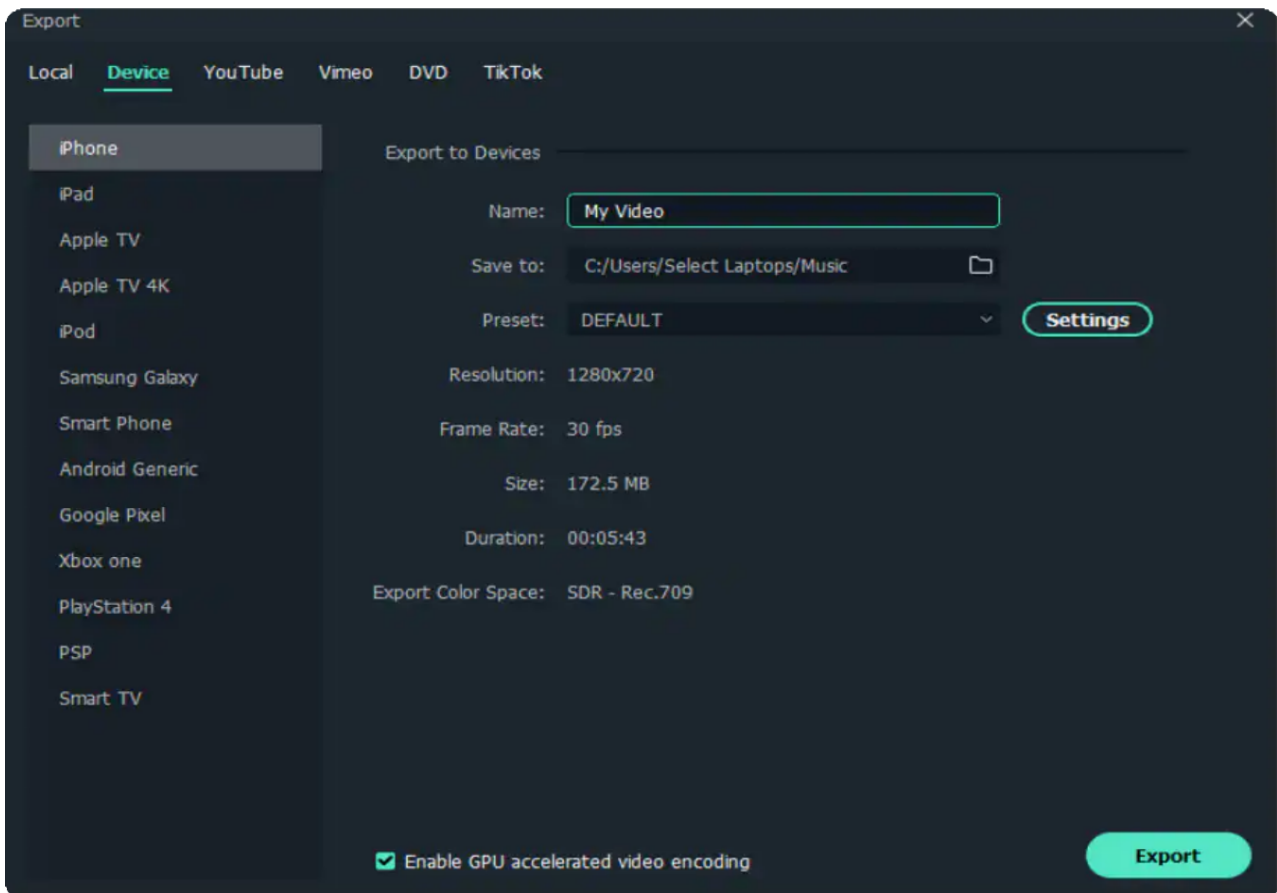 Export
Local Device YouTube Vimeo DVD TikTok
iPhone
iPad
Apple TV
Apple TV 4K
iPod
Samsung Galaxy
Smart Phone
Android Generic
Google Pixel
Xbox one
PlayStation 4
PSP
Smart TV
Export to Devices
Name: My Video
Save to: C:/Users/Select Laptops/Music
Preset: DEFAULT Settings
Resolution: 1280x720
Frame Rate: 30 fps
Size: 172.5 MB
Duration: 00:05:43
Export Color Space: SDR - Rec.709
Enable GPU accelerated video encoding
Export